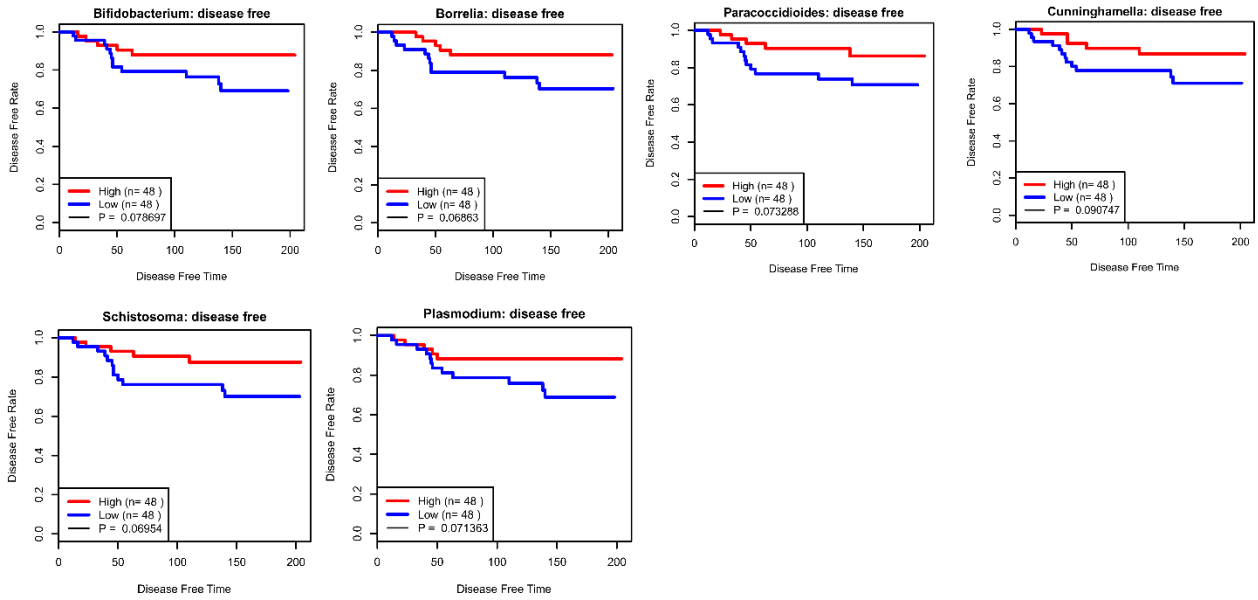 Bifidobacterium: disease free
Disease Free Rate
1.0
0.8
0.6
0.4
0.2
0.0
High (n= 48 )
Low (n= 48 )
P = 0.078697
0 50 100 150 200
Disease Free Time
Borrelia: disease free
Disease Free Rate
1.0
0.8
0.6
0.4
0.2
0.0
High (n= 48 )
Low (n= 48 )
P = 0.06863
0 50 100 150 200
Disease Free Time
Paracoccidioides: disease free
Disease Free Rate
1.0
0.8
0.6
0.4
0.2
0.0
High (n= 48 )
Low (n= 48 )
P = 0.073288
0 50 100 150 200
Disease Free Time
Cunninghamella: disease free
Disease Free Rate
1.0
0.8
0.6
0.4
0.2
0.0
High (n= 48 )
Low (n= 48 )
P = 0.090747
0 50 100 150 200
Disease Free Time
Schistosoma: disease free
Disease Free Rate
1.0
0.8
0.6
0.4
0.2
0.0
High (n= 48 )
Low (n= 48 )
P = 0.06954
0 50 100 150 200
Disease Free Time
Plasmodium: disease free
Disease Free Rate
1.0
0.8
0.6
0.4
0.2
0.0
High (n= 48 )
Low (n= 48 )
P = 0.071363
0 50 100 150 200
Disease Free Time